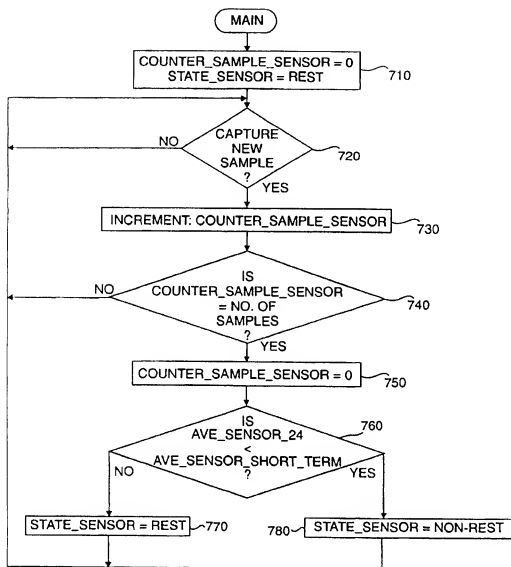 MAIN
COUNTER_SAMPLE_SENSOR = 0
STATE_SENSOR = REST
710
CAPTURE
NEW
SAMPLE
?
NO
YES
720
INCREMENT: COUNTER_SAMPLE_SENSOR
730
IS
COUNTER_SAMPLE_SENSOR
= NO. OF
SAMPLES
?
NO
YES
740
COUNTER_SAMPLE_SENSOR = 0
750
IS
AVE_SENSOR_24
<
AVE_SENSOR_SHORT_TERM
?
760
NO
YES
STATE_SENSOR = REST
770
780
STATE_SENSOR = NON-REST